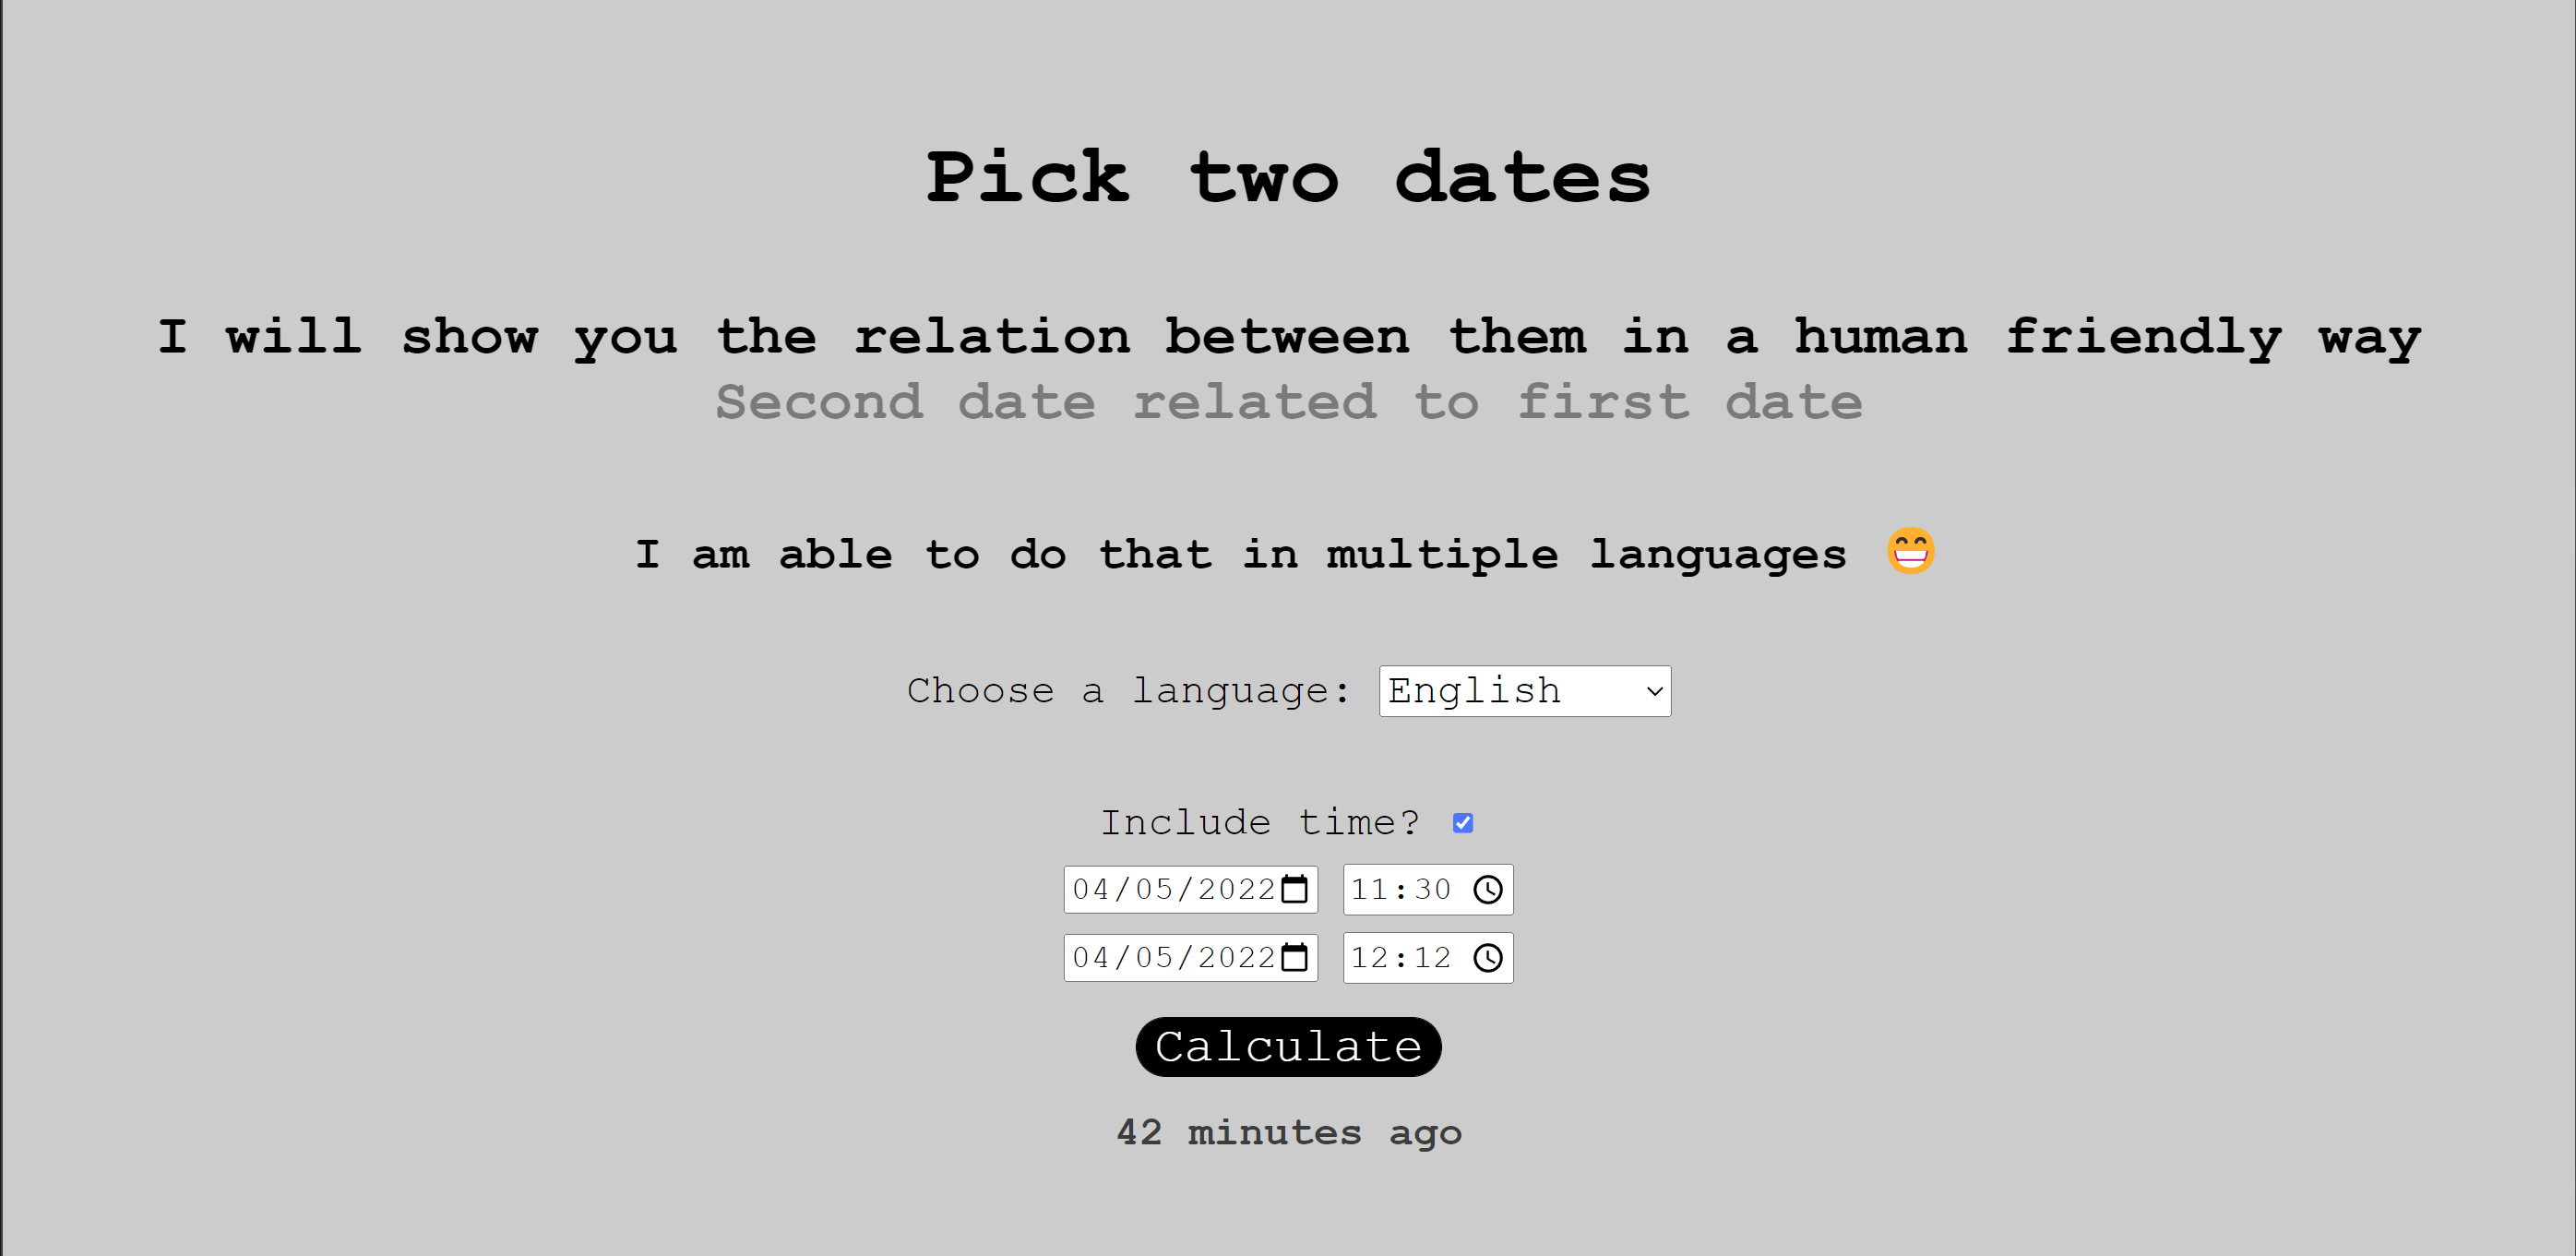 Pick two dates
I will show you the relation between them in a human friendly way
Second date related to first date
I am able to do that in multiple languages 😄
Choose a language: English
Include time?
04/05/2022 11:30
04/05/2022 12:12
Calculate
42 minutes ago